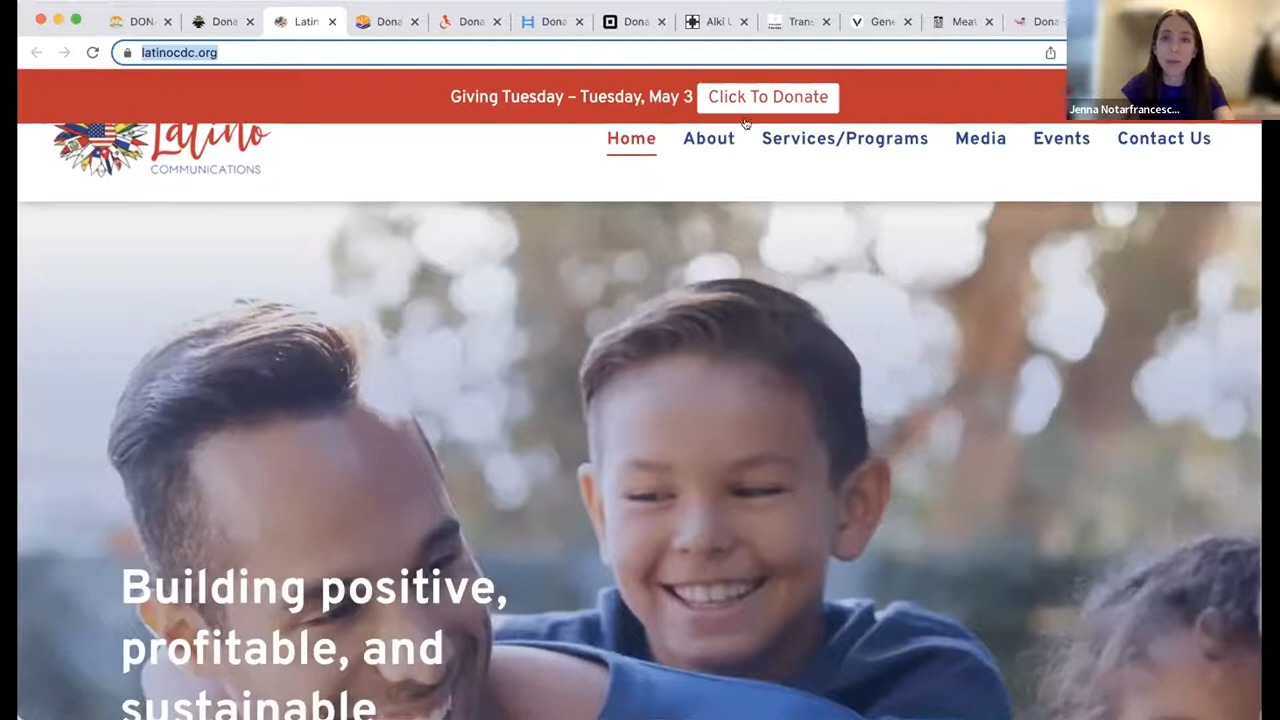 DON
Dona
Latin
Dona
Dona
Dona
Dona
Alki U
Trans
Gene
Meal
Dona
latinocdc.org
Giving Tuesday – Tuesday, May 3 Click To Donate
Jenna Notarfrancesc...
Latino
COMMUNICATIONS
Home About Services/Programs Media Events Contact Us
Building positive,
profitable, and
sustainable